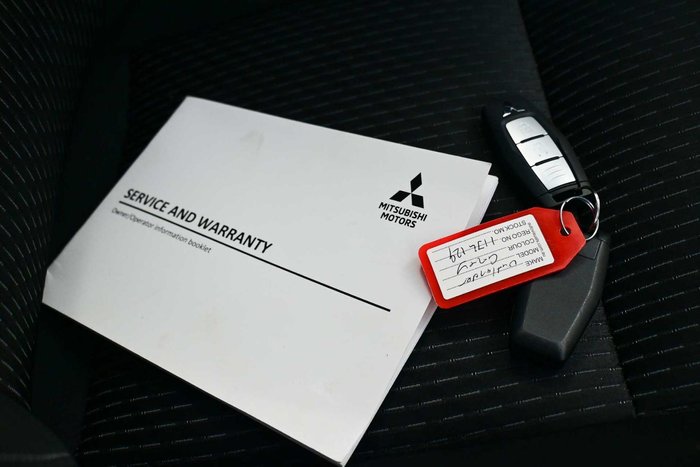 SERVICE AND WARRANTY
Owner/Operator information booklet
MITSUBISHI
MOTORS
MAKE
MODEL Outlander
COLOUR Grey
REGO NO
STOCK NO